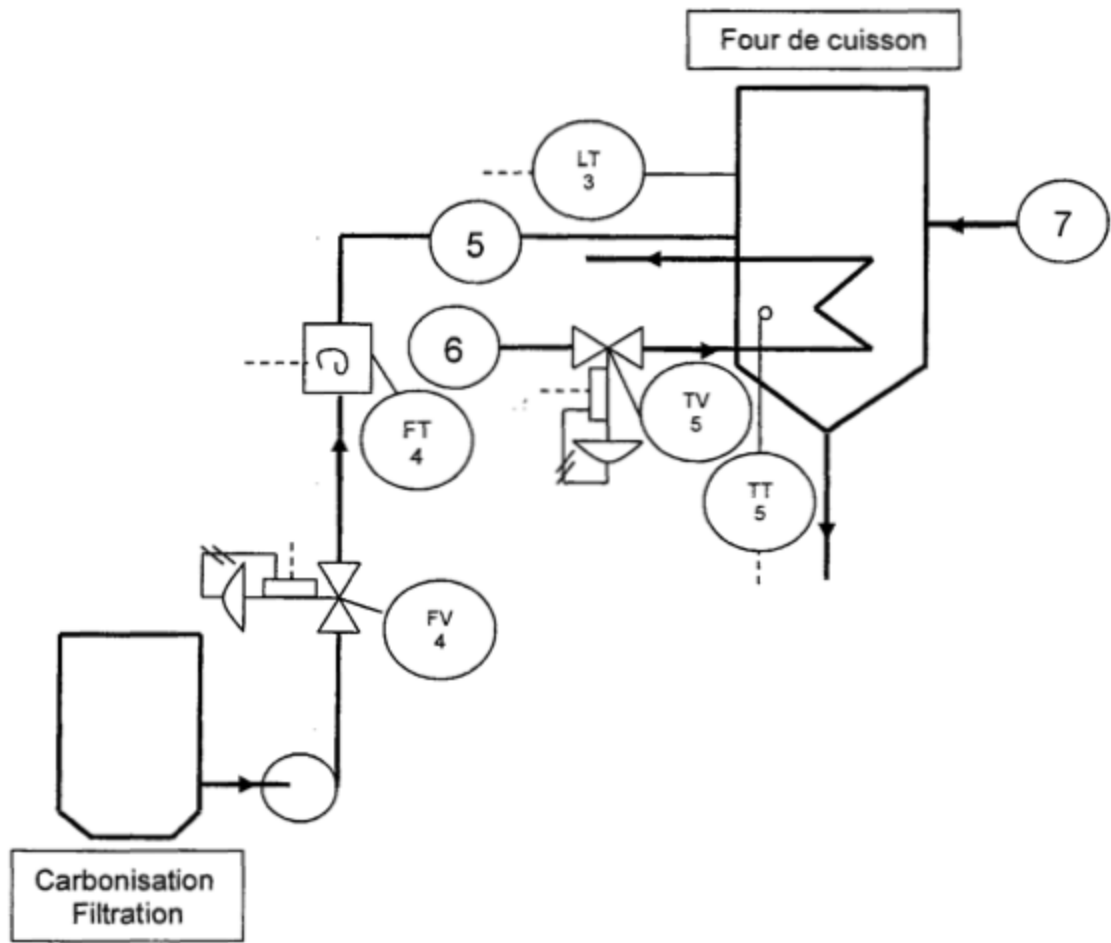 Four de cuisson
LT
3
5
7
6
FT
4
TV
5
TT
5
FV
4
Carbonisation
Filtration